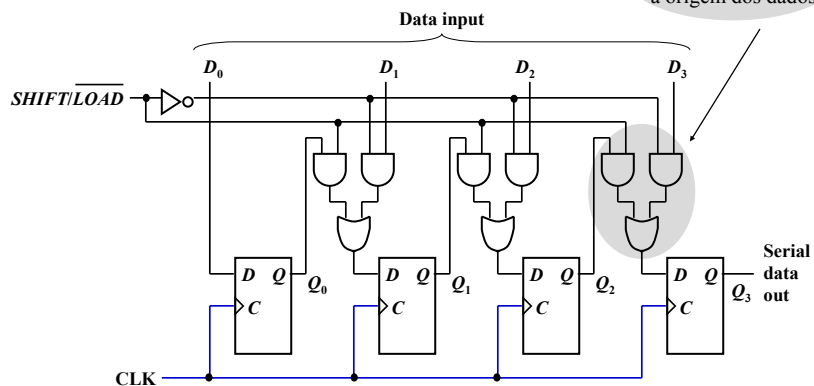 à origem dos dados
Data input
D0 D1 D2 D3
SHIFT/LOAD
D Q Q0
C
D Q Q1
C
D Q Q2
C
D Q Q3
C
Serial
data
out
CLK